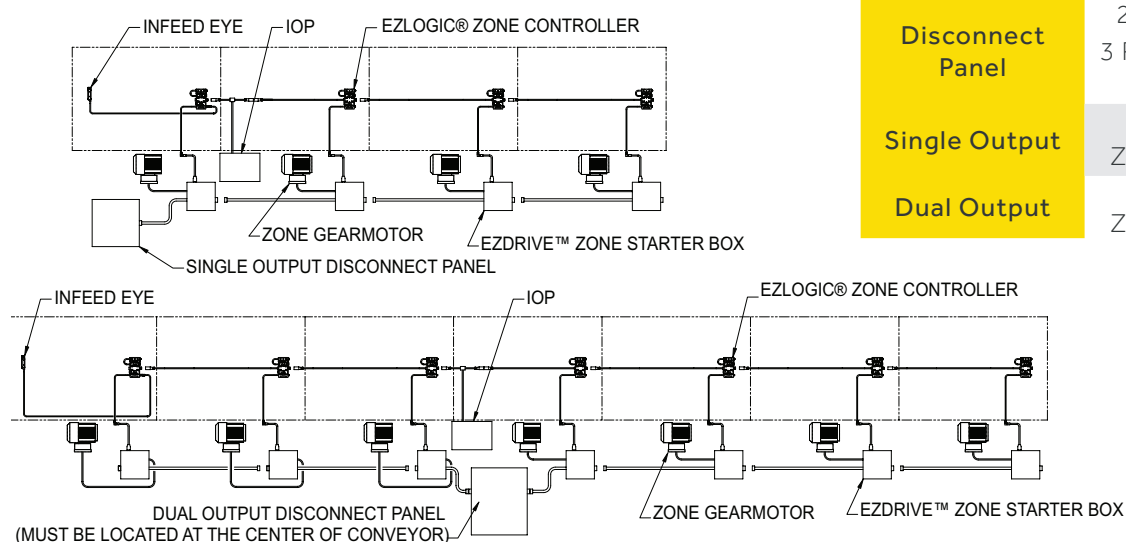 INFEED EYE
IOP
EZLOGIC® ZONE CONTROLLER
ZONE GEARMOTOR
EZDRIVE™ ZONE STARTER BOX
SINGLE OUTPUT DISCONNECT PANEL
Disconnect
Panel
2
3
Single Output
Z
Dual Output
Z
INFEED EYE
IOP
EZLOGIC® ZONE CONTROLLER
DUAL OUTPUT DISCONNECT PANEL
(MUST BE LOCATED AT THE CENTER OF CONVEYOR)
ZONE GEARMOTOR
EZDRIVE™ ZONE STARTER BOX